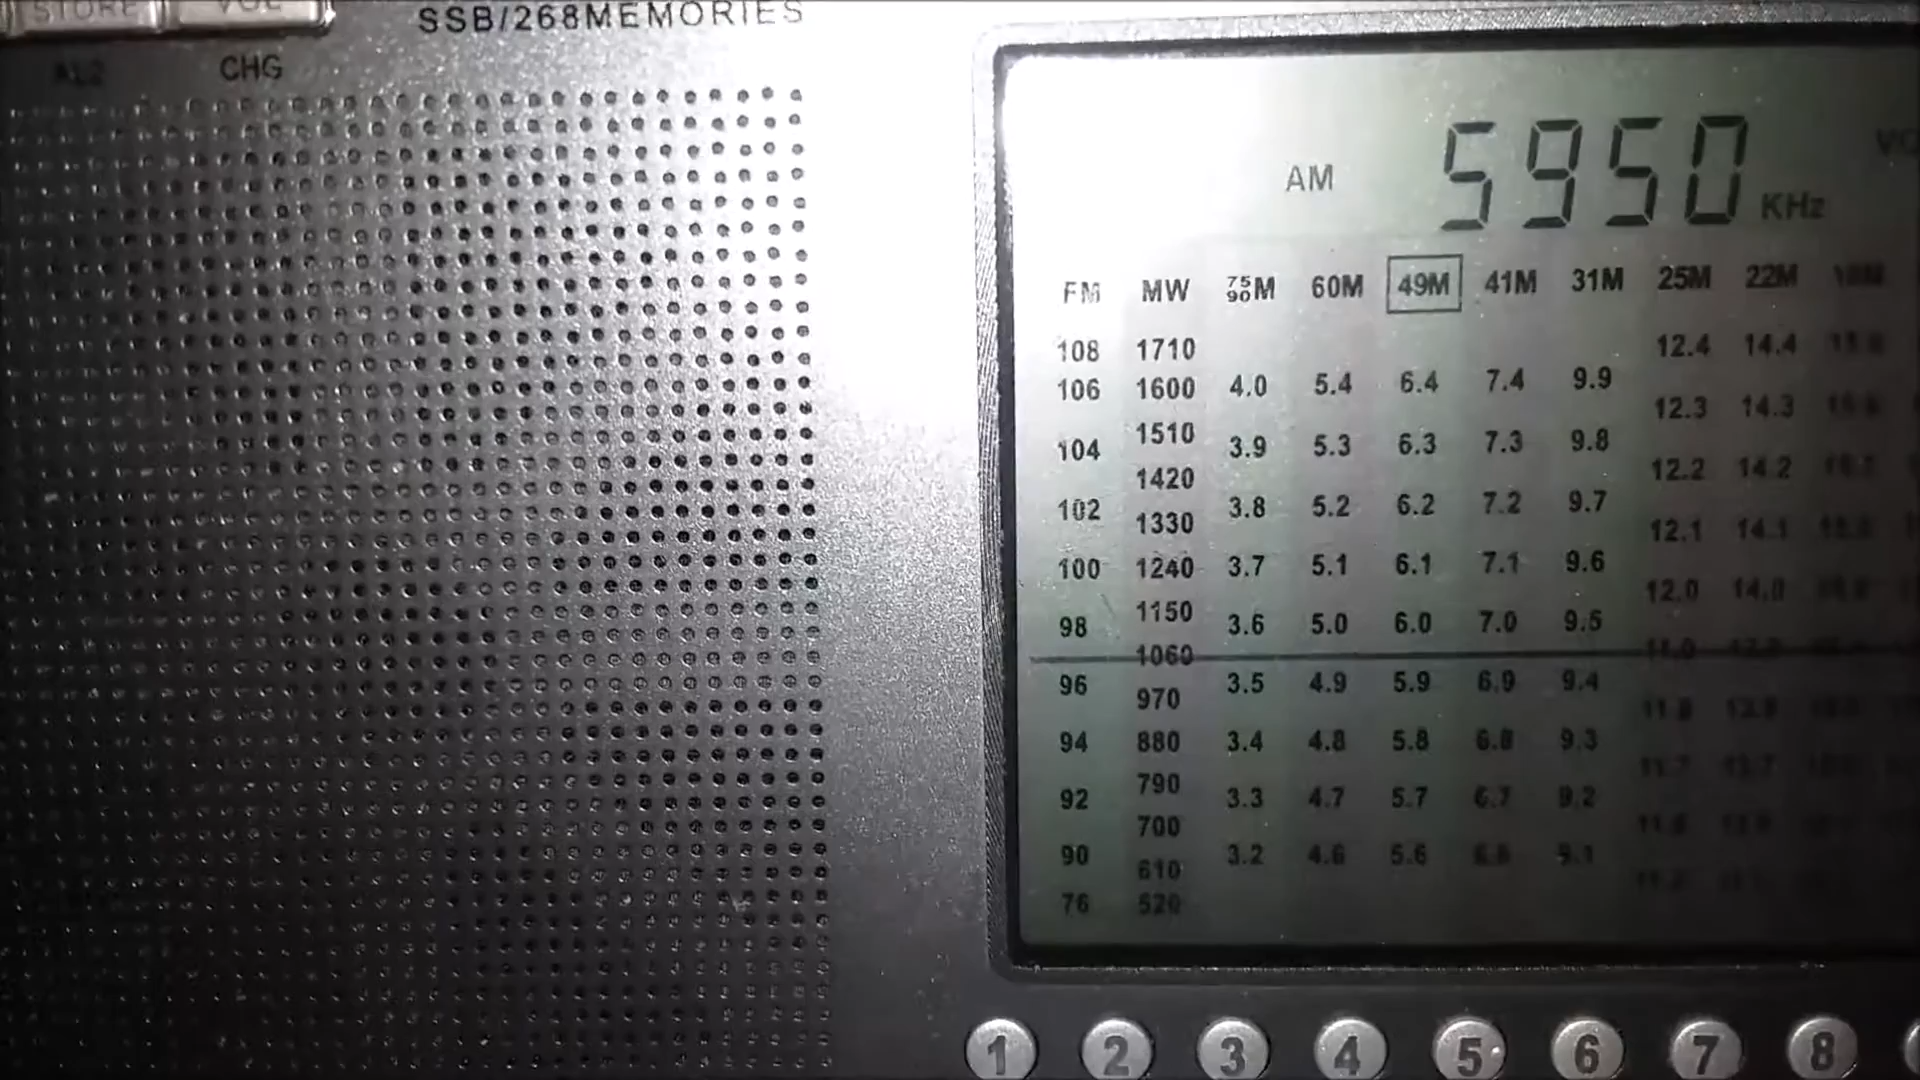 STORE VOL
SSB/268MEMORIES
AL2 CHG
AM 5950 KHz
FM MW 75 90 M 60M 49M 41M 31M 25M 22M
108 1710 12.4 14.4
106 1600 4.0 5.4 6.4 7.4 9.9
12.3 14.3
104 1510 3.9 5.3 6.3 7.3 9.8
1420 12.2 14.2
102 1330 3.8 5.2 6.2 7.2 9.7
12.1 14.1
100 1240 3.7 5.1 6.1 7.1 9.6
12.0 14.0
98 1150 3.6 5.0 6.0 7.0 9.5
1060
96 970 3.5 4.9 5.9 6.9 9.4
94 880 3.4 4.8 5.8 6.8 9.3
790
92 700 3.3 4.7 5.7 6.7 9.2
90 610 3.2 4.6 5.6 6.6 9.1
76 520
1 2 3 4 5 6 7 8